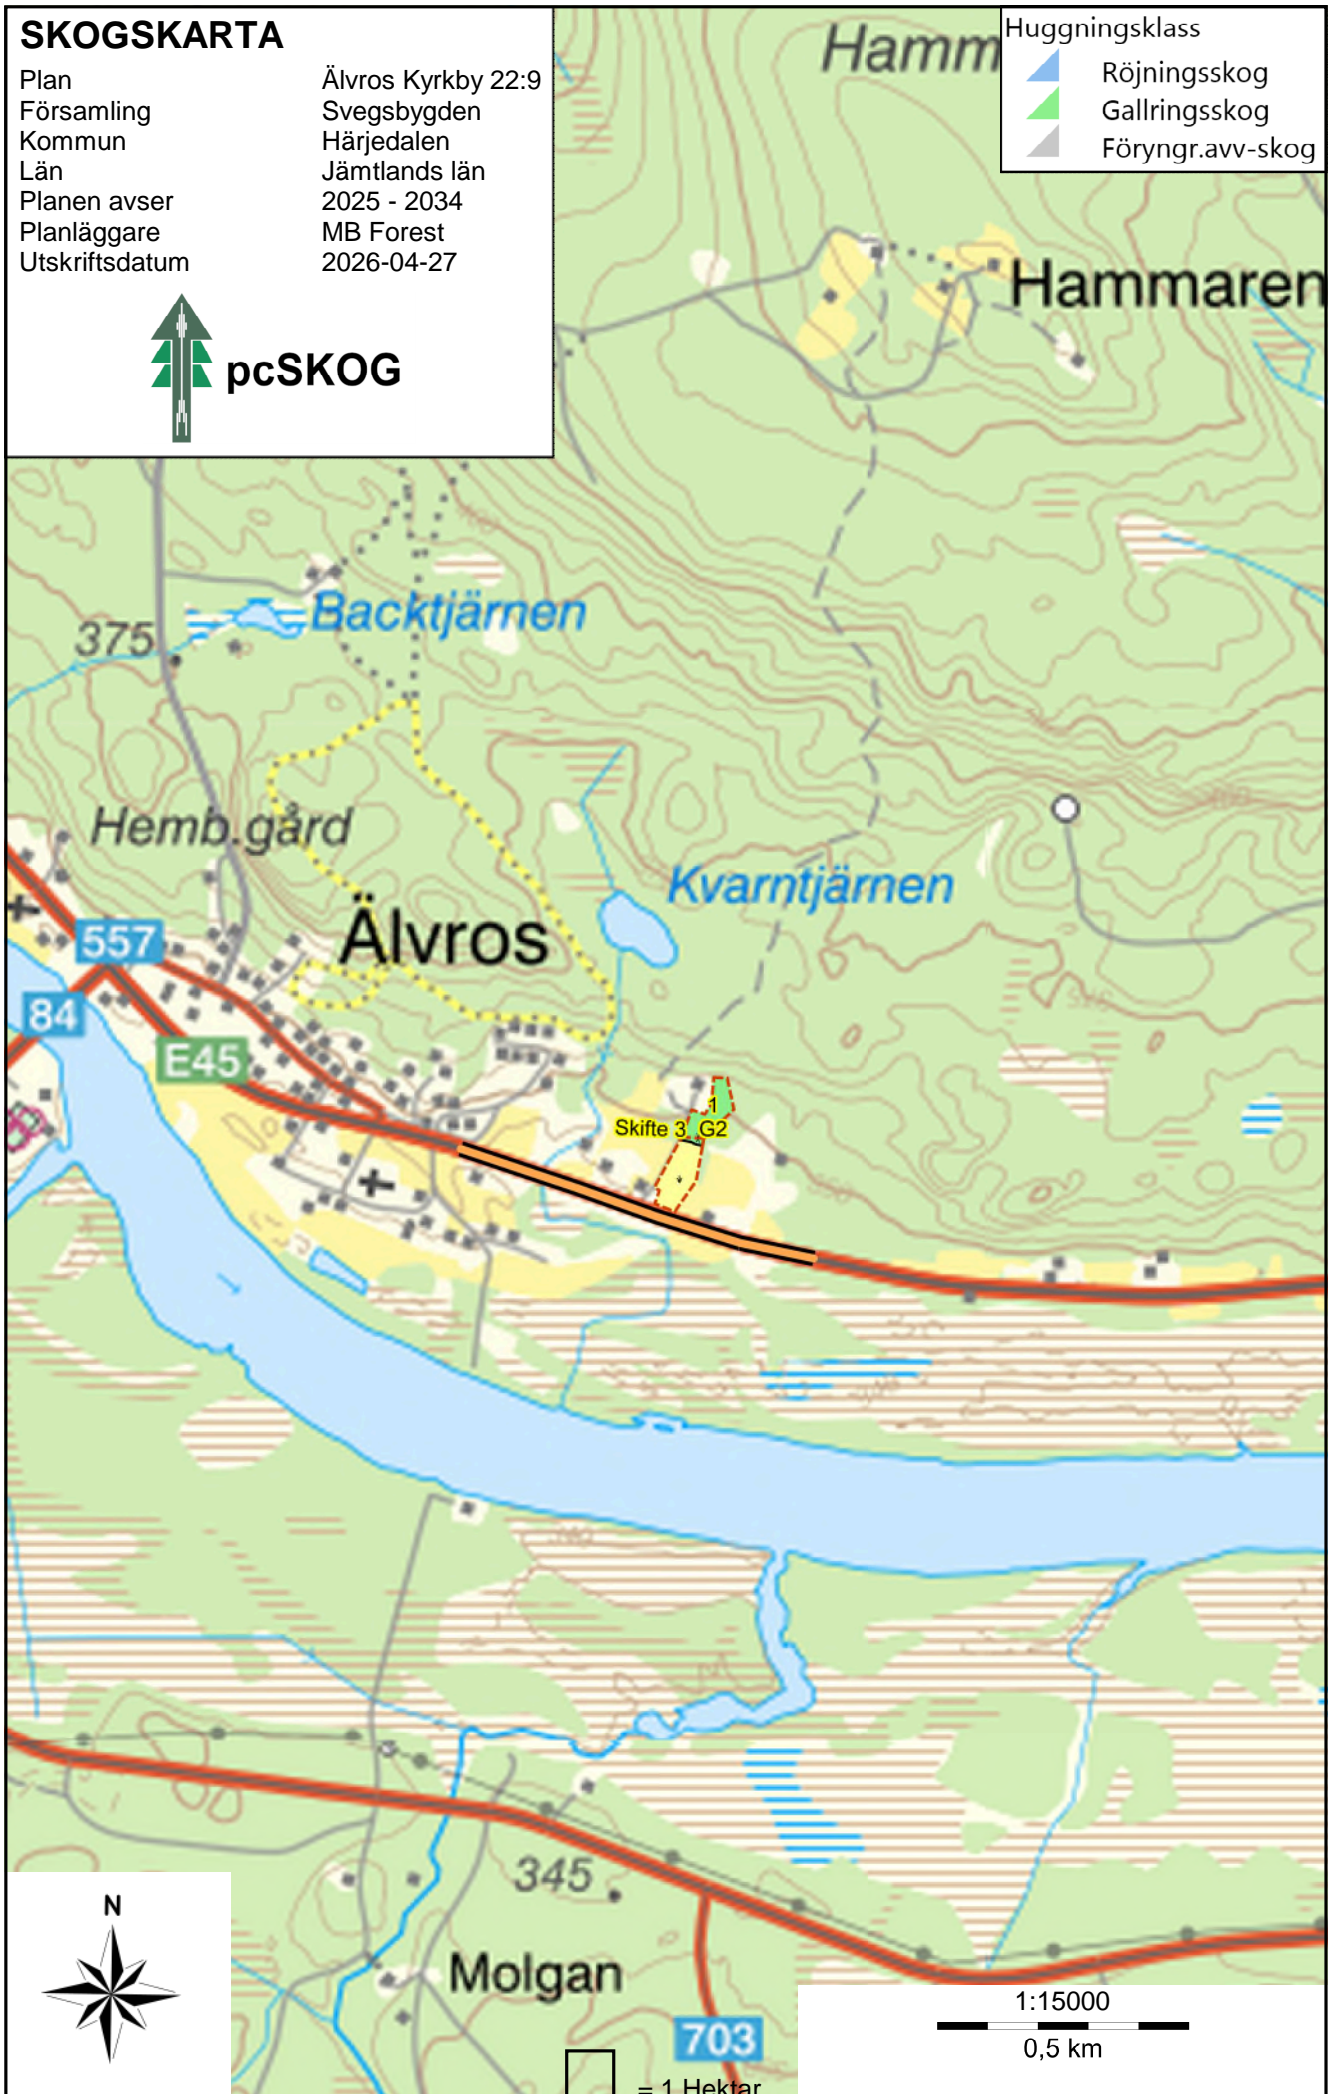 SKOGSKARTA
Plan Älvros Kyrkby 22:9
Församling Svegsbygden
Kommun Härjedalen
Län Jämtlands län
Planen avser 2025 - 2034
Planläggare MB Forest
Utskriftsdatum 2026-04-27
pcSKOG
Hamm
Huggningsklass
Röjningsskog
Gallringsskog
Föryngr.avv-skog
Hammaren
Backtjärnen
375
Hemb.gård
Kvarntjärnen
Älvros
557
84
E45
1
Skifte 3 G2
345
Molgan
703
N
1:15000
0,5 km
= 1 Hektar